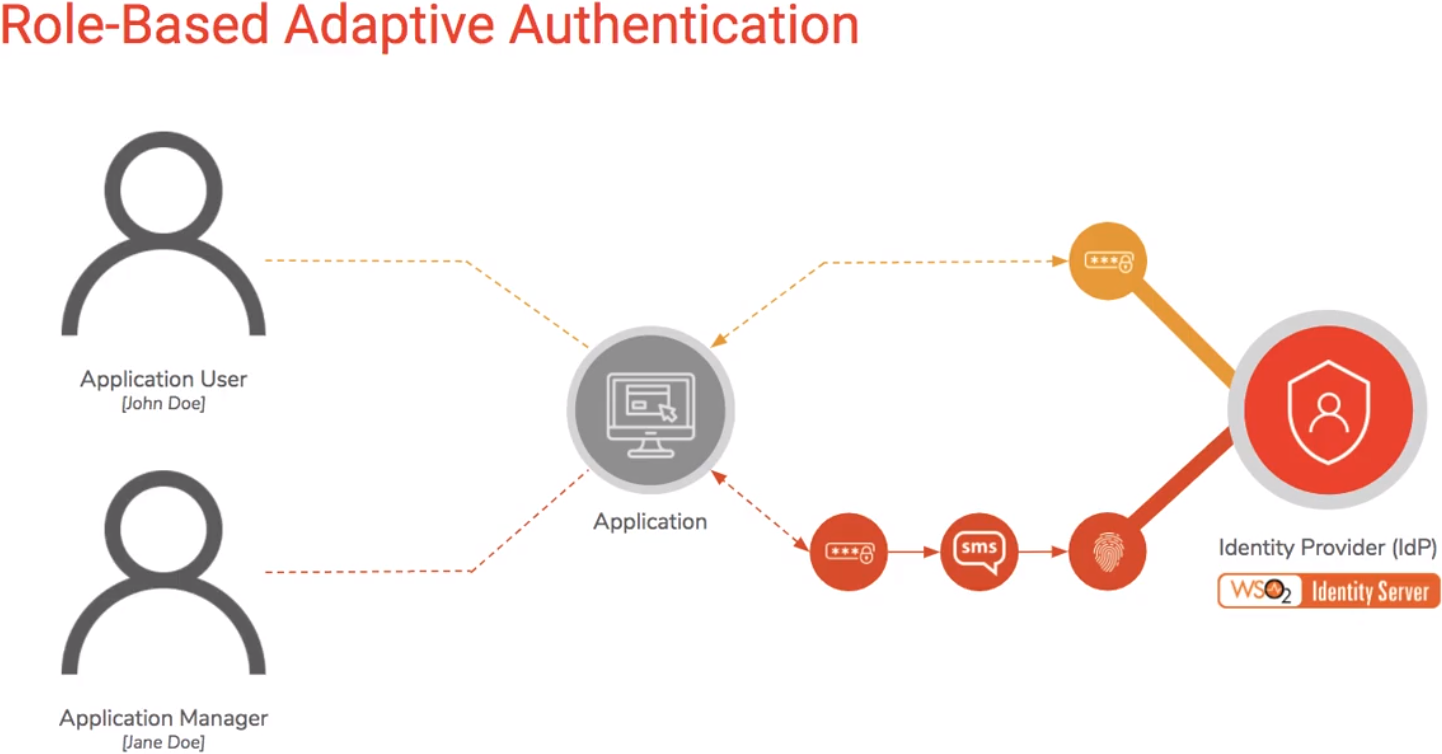 Role-Based Adaptive Authentication
Application User
[John Doe]
***
Application
***
sms
Identity Provider (IdP)
WSO2 Identity Server
Application Manager
[Jane Doe]